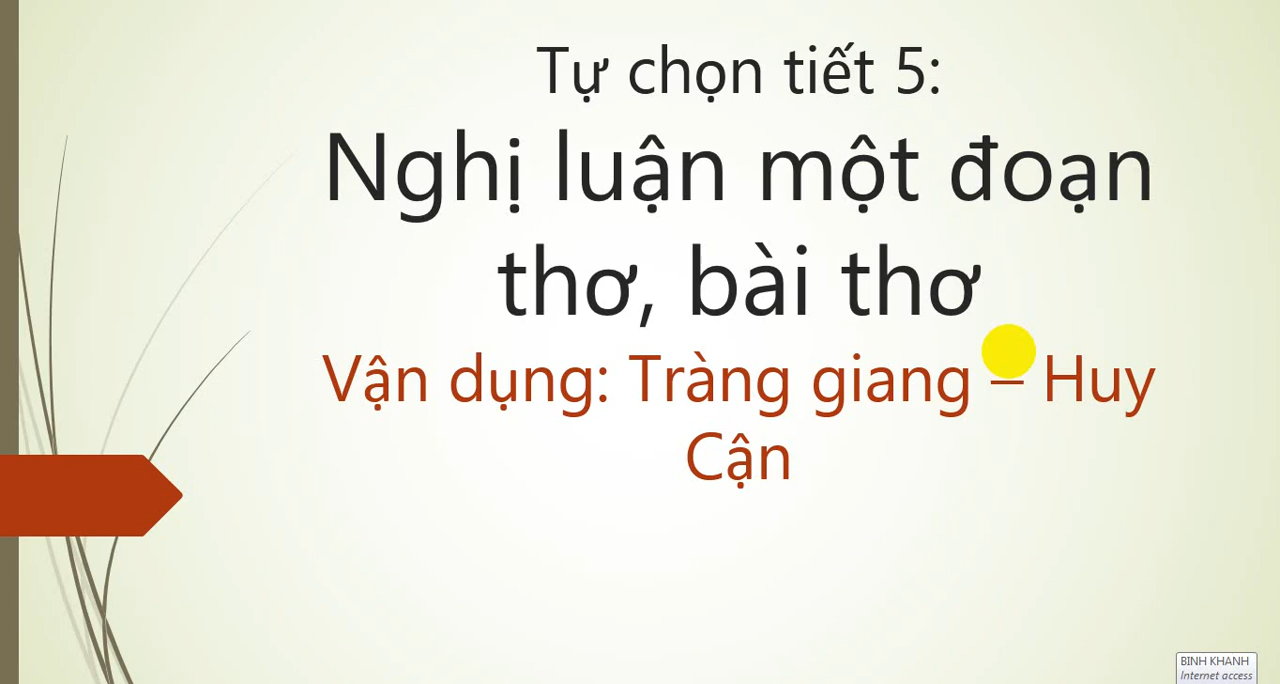 Tự chọn tiết 5:
Nghị luận một đoạn
thơ, bài thơ
Vận dụng: Tràng giang – Huy
Cận
BINH KHANH
Internet access